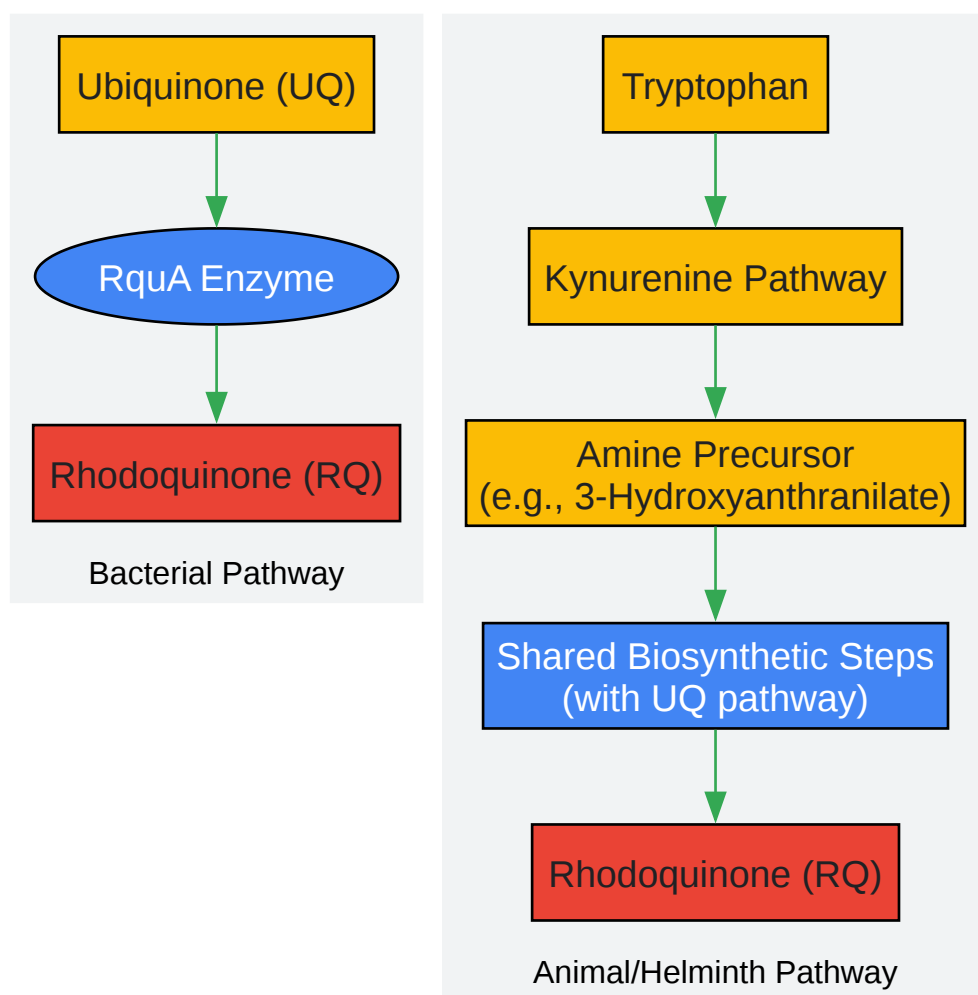 Ubiquinone (UQ)
RquA Enzyme
Rhodoquinone (RQ)
Bacterial Pathway
Tryptophan
Kynurenine Pathway
Amine Precursor
(e.g., 3-Hydroxyanthranilate)
Shared Biosynthetic Steps
(with UQ pathway)
Rhodoquinone (RQ)
Animal/Helminth Pathway